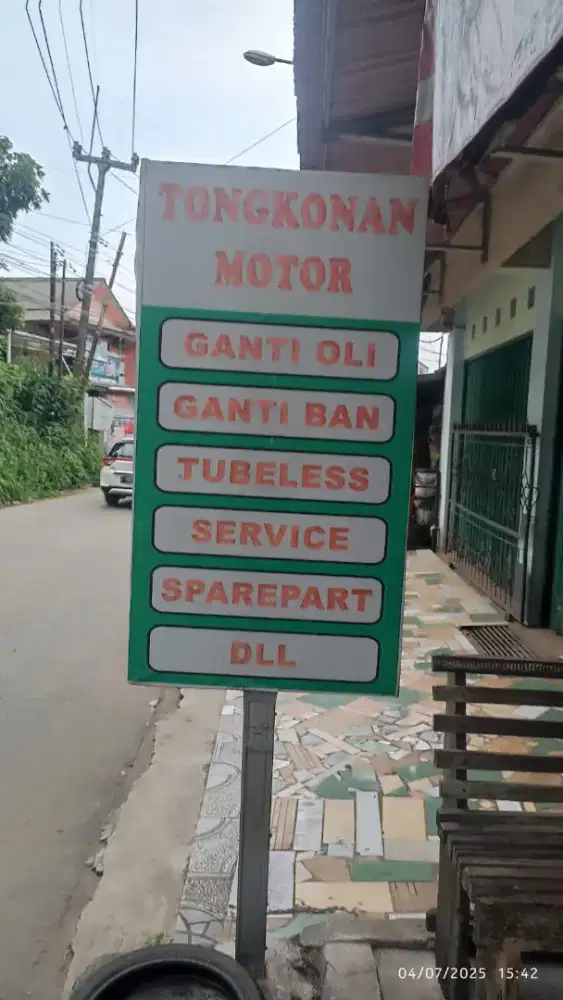 TONGKONAN
MOTOR
GANTI OLI
GANTI BAN
TUBELESS
SERVICE
SPAREPART
DLL
04/07/2025 15:42